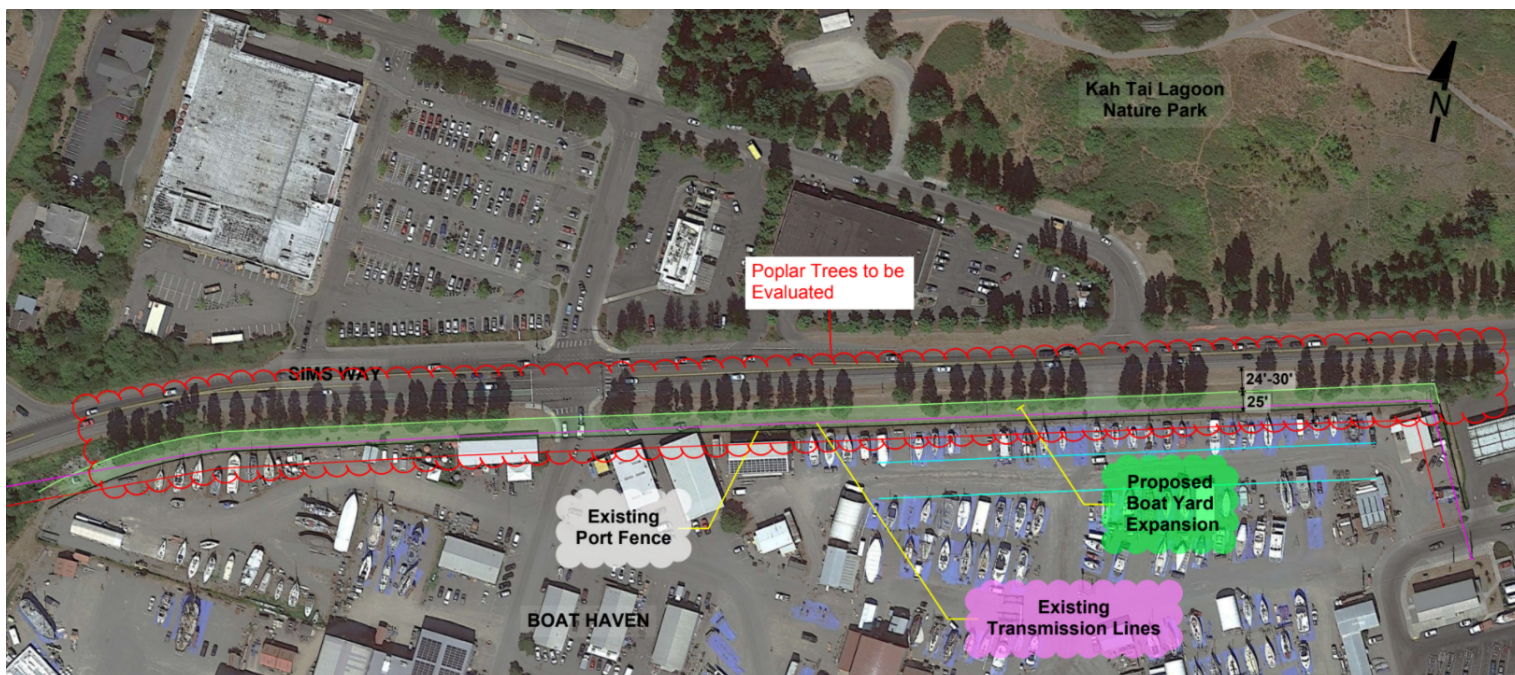 Kah Tai Lagoon
Nature Park
N
Poplar Trees to be
Evaluated
SIMS WAY
24'-30'
25'
Proposed
Boat Yard
Expansion
Existing
Port Fence
Existing
Transmission Lines
BOAT HAVEN